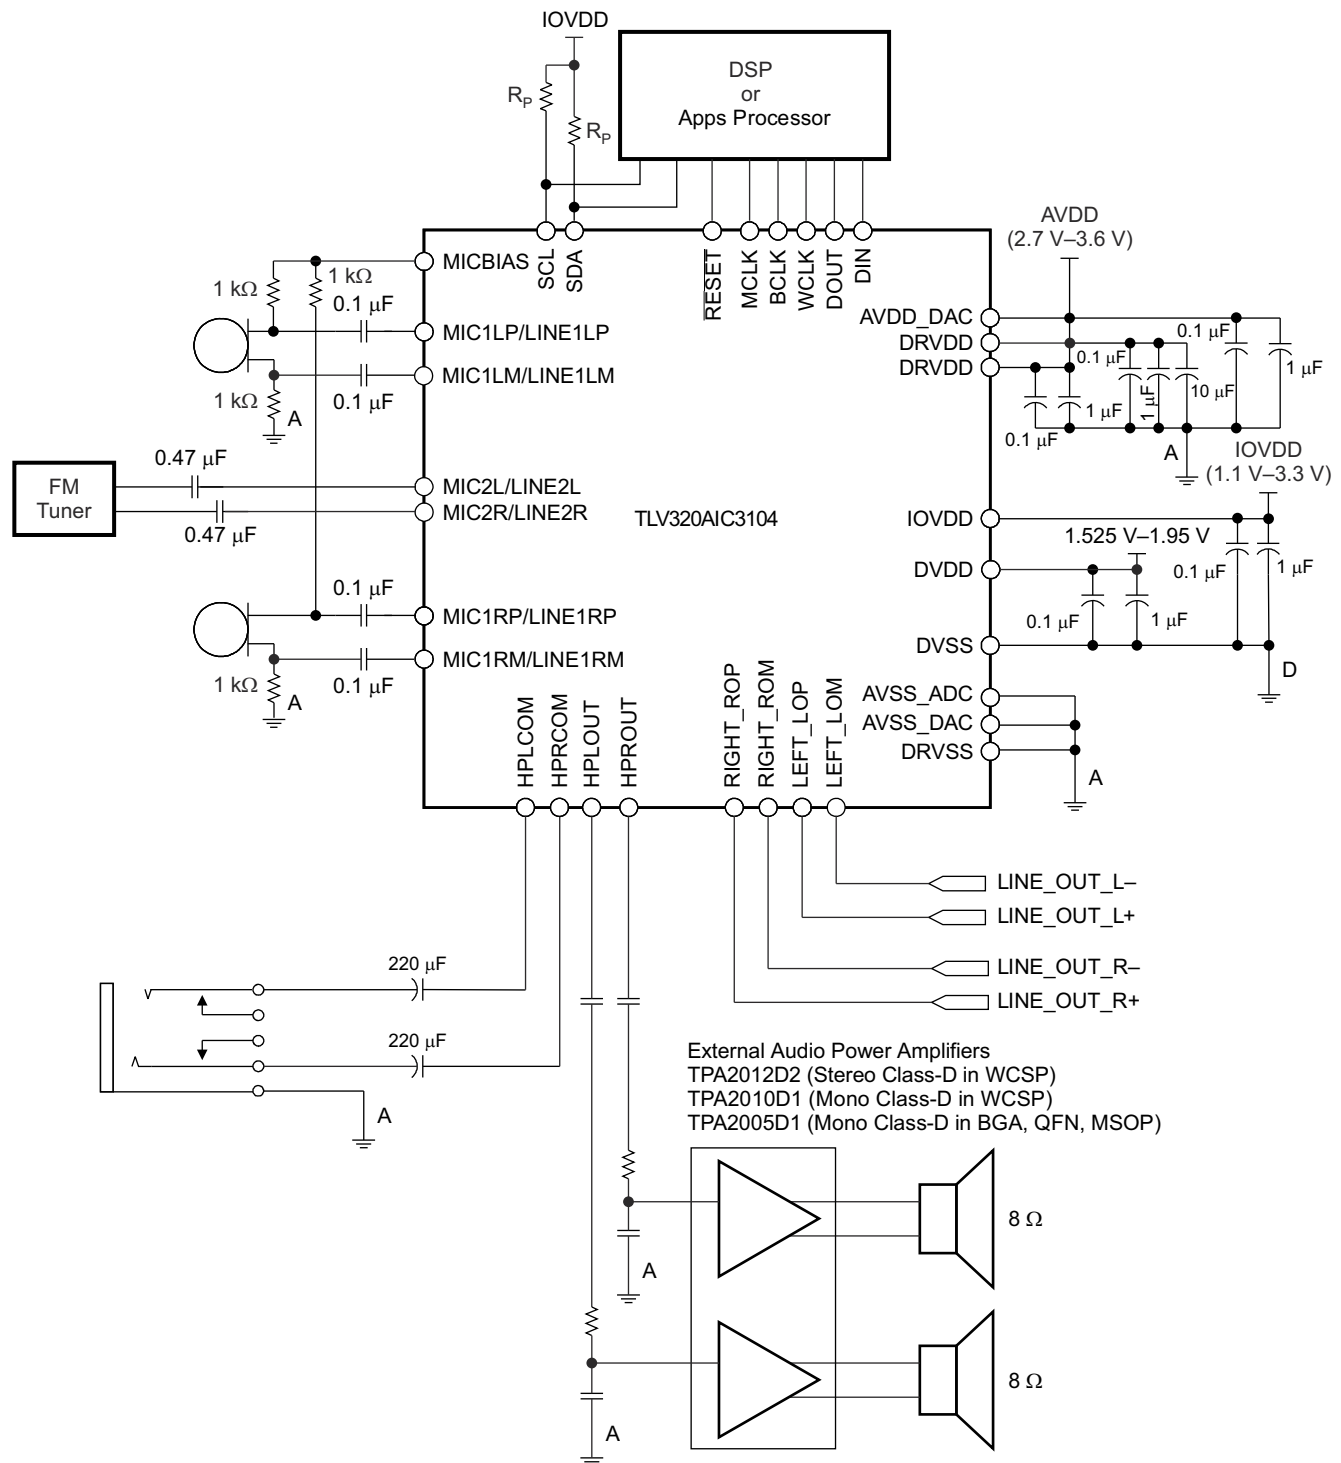 IOVDD
DSP
or
Apps Processor
R_P
R_P
AVDD
(2.7 V–3.6 V)
SCL
SDA
RESET
MCLK
BCLK
WCLK
DOUT
DIN
MICBIAS
1 kΩ
1 kΩ
0.1 μF
MIC1LP/LINE1LP
MIC1LM/LINE1LM
1 kΩ
A
0.1 μF
AVDD_DAC
DRVDD
DRVDD
0.1 μF
0.1 μF
1 μF
1 μF
10 μF
1 μF
0.1 μF
A
IOVDD
(1.1 V–3.3 V)
0.47 μF
FM
Tuner
MIC2L/LINE2L
MIC2R/LINE2R
0.47 μF
TLV320AIC3104
IOVDD
1.525 V–1.95 V
DVDD
0.1 μF
1 μF
0.1 μF
1 μF
DVSS
D
0.1 μF
MIC1RP/LINE1RP
MIC1RM/LINE1RM
1 kΩ
A
0.1 μF
AVSS_ADC
AVSS_DAC
DRVSS
A
HPLCOM
HPRCOM
HPLOUT
HPROUT
RIGHT_ROP
RIGHT_ROM
LEFT_LOP
LEFT_LOM
LINE_OUT_L–
LINE_OUT_L+
LINE_OUT_R–
LINE_OUT_R+
220 μF
220 μF
A
External Audio Power Amplifiers
TPA2012D2 (Stereo Class-D in WCSP)
TPA2010D1 (Mono Class-D in WCSP)
TPA2005D1 (Mono Class-D in BGA, QFN, MSOP)
8 Ω
A
8 Ω
A